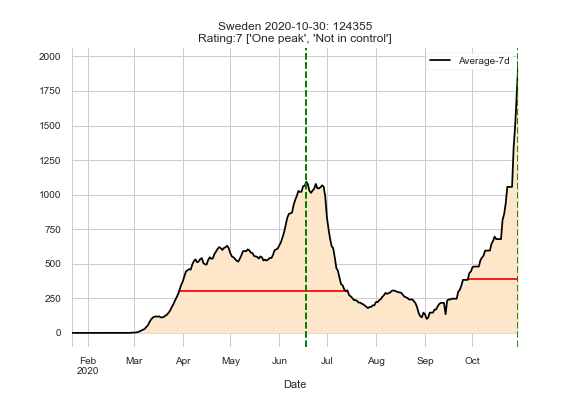 Sweden 2020-10-30: 124355
Rating:7 ['One peak', 'Not in control']
Average-7d
2000
1750
1500
1250
1000
750
500
250
0
Feb Mar Apr May Jun Jul Aug Sep Oct
2020
Date